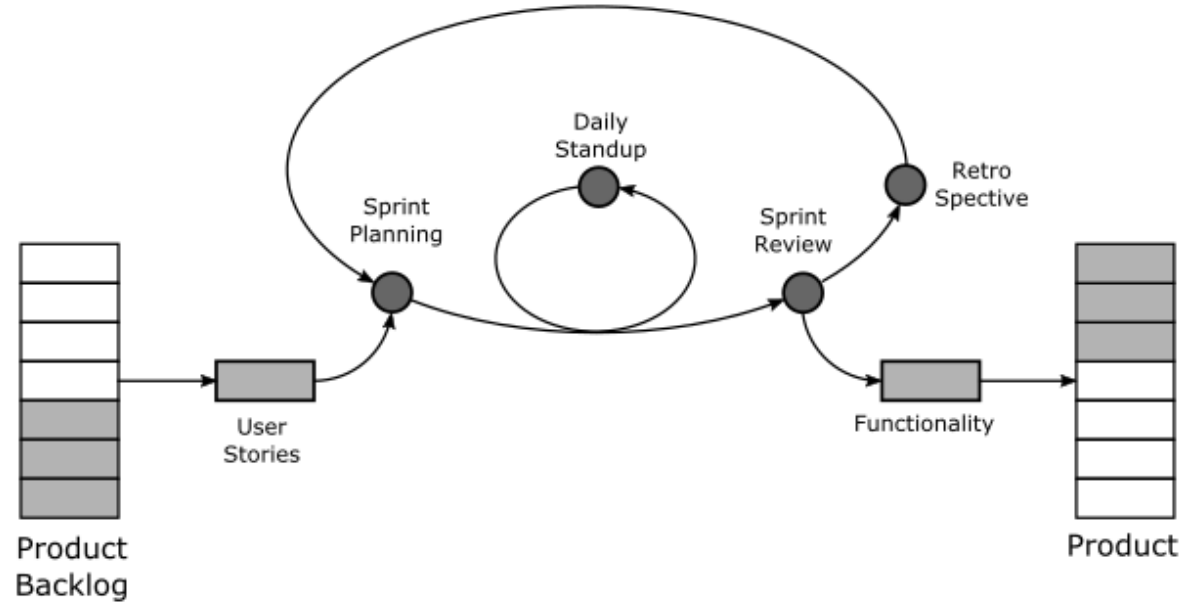 Daily
Standup
Retro
Spective
Sprint
Planning
Sprint
Review
User
Stories
Functionality
Product
Backlog
Product